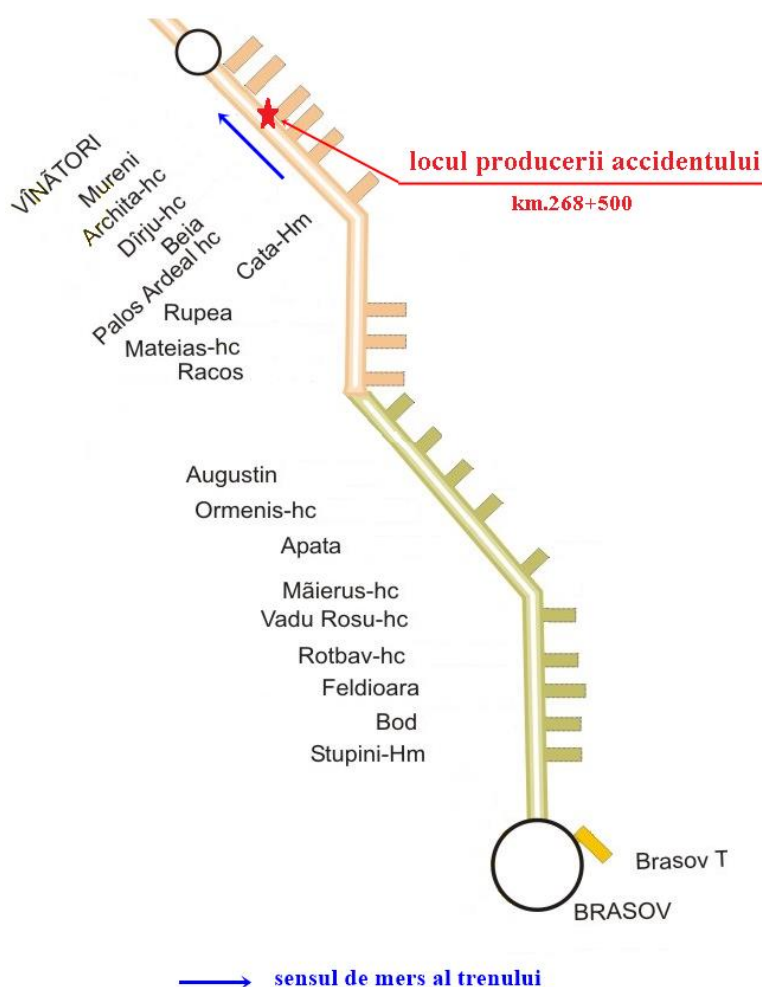 locul producerii accidentului
km.268+500
VÎNÃTORI
Mureni
Archita-hc
Dîrju-hc
Beia
Palos Ardeal hc
Cata-Hm
Rupea
Mateias-hc
Racos
Augustin
Ormenis-hc
Apata
Mãierus-hc
Vadu Rosu-hc
Rotbav-hc
Feldioara
Bod
Stupini-Hm
Brasov T
BRASOV
sensul de mers al trenului